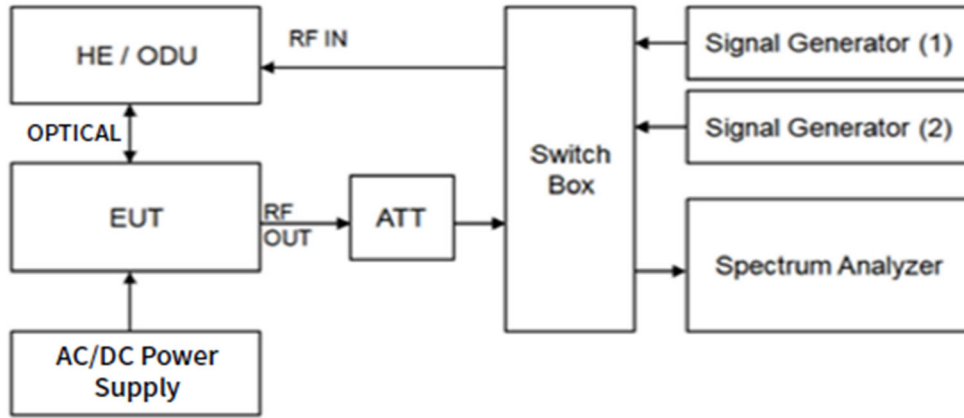 HE / ODU
RF IN
Signal Generator (1)
OPTICAL
Signal Generator (2)
Switch
Box
EUT
RF
OUT
ATT
Spectrum Analyzer
AC/DC Power
Supply